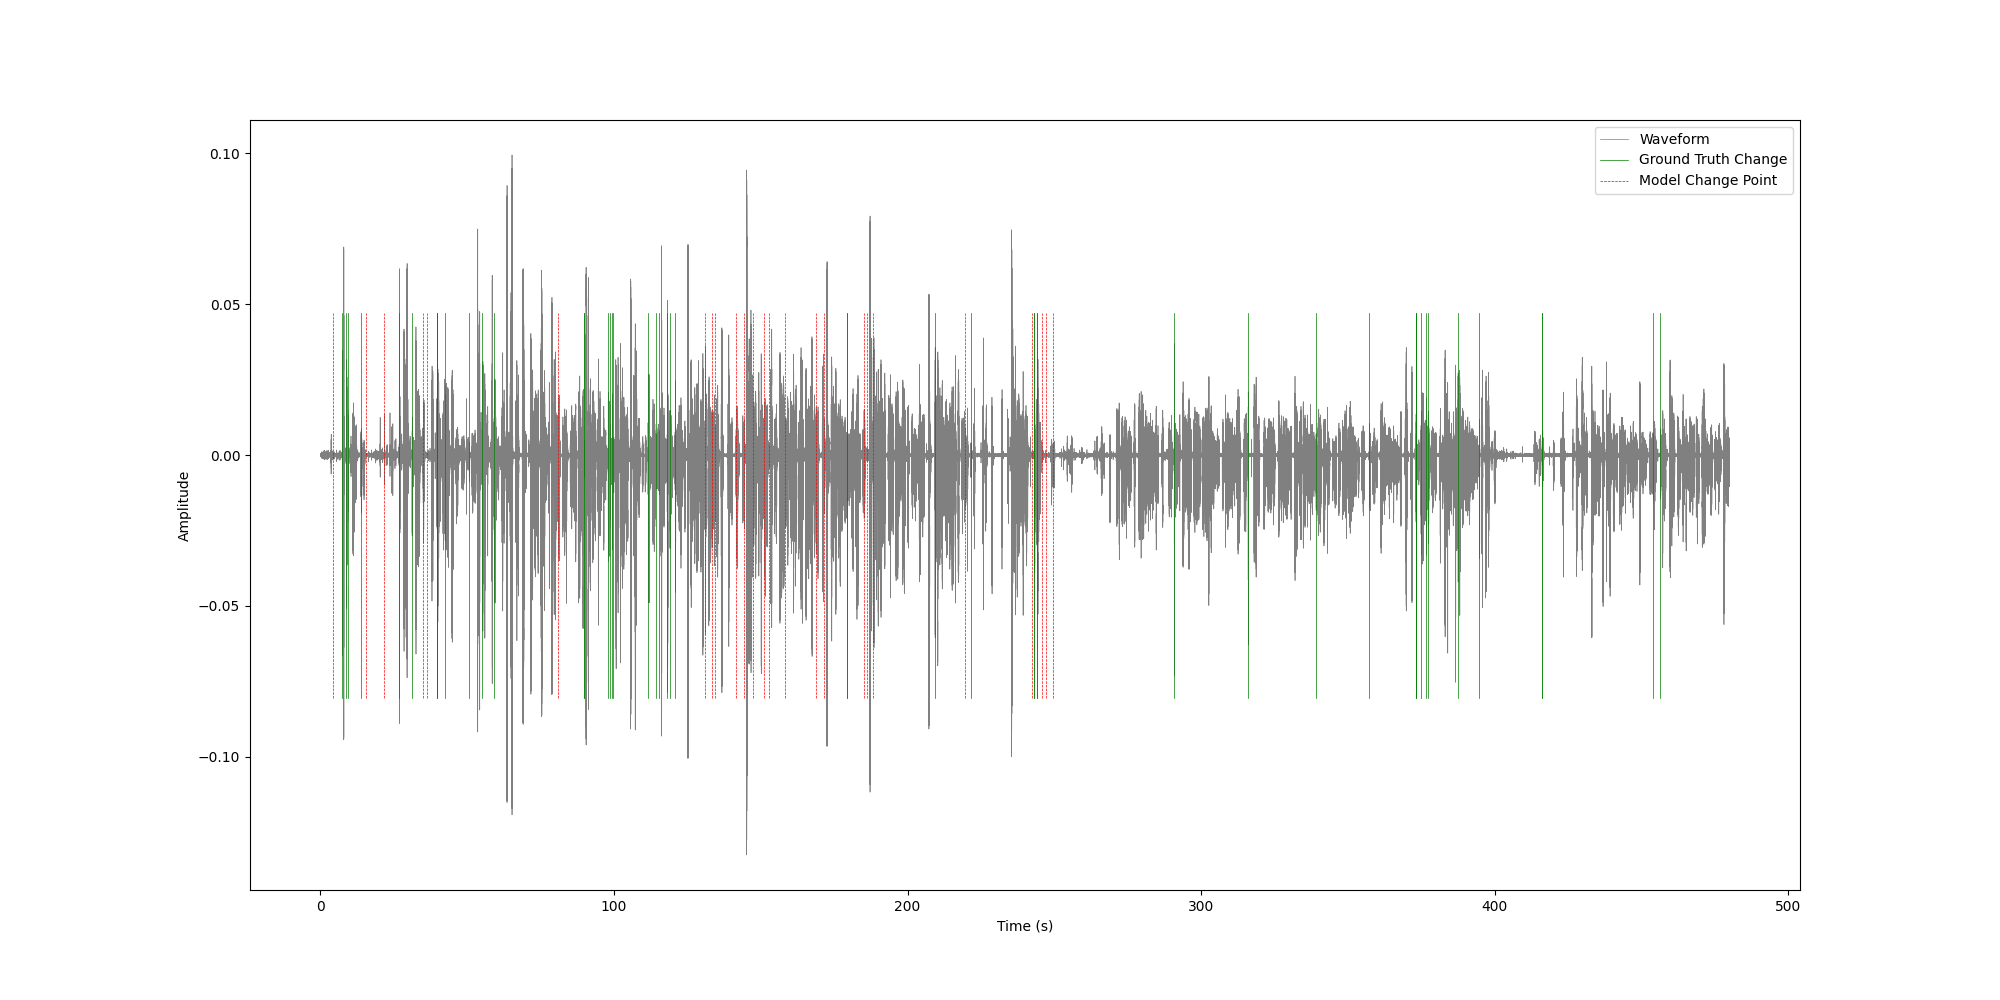 Waveform
Ground Truth Change
Model Change Point
0.10
0.05
0.00
−0.05
−0.10
Amplitude
0
100
200
300
400
500
Time (s)